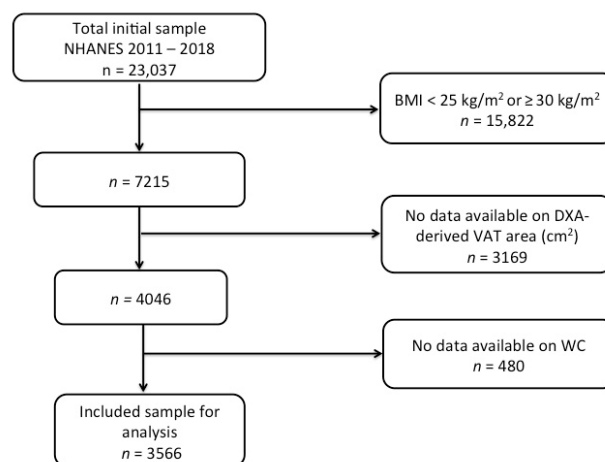 Total initial sample
NHANES 2011 – 2018
n = 23,037
BMI < 25 kg/m² or ≥ 30 kg/m²
n = 15,822
n = 7215
No data available on DXA-
derived VAT area (cm²)
n = 3169
n = 4046
No data available on WC
n = 480
Included sample for
analysis
n = 3566